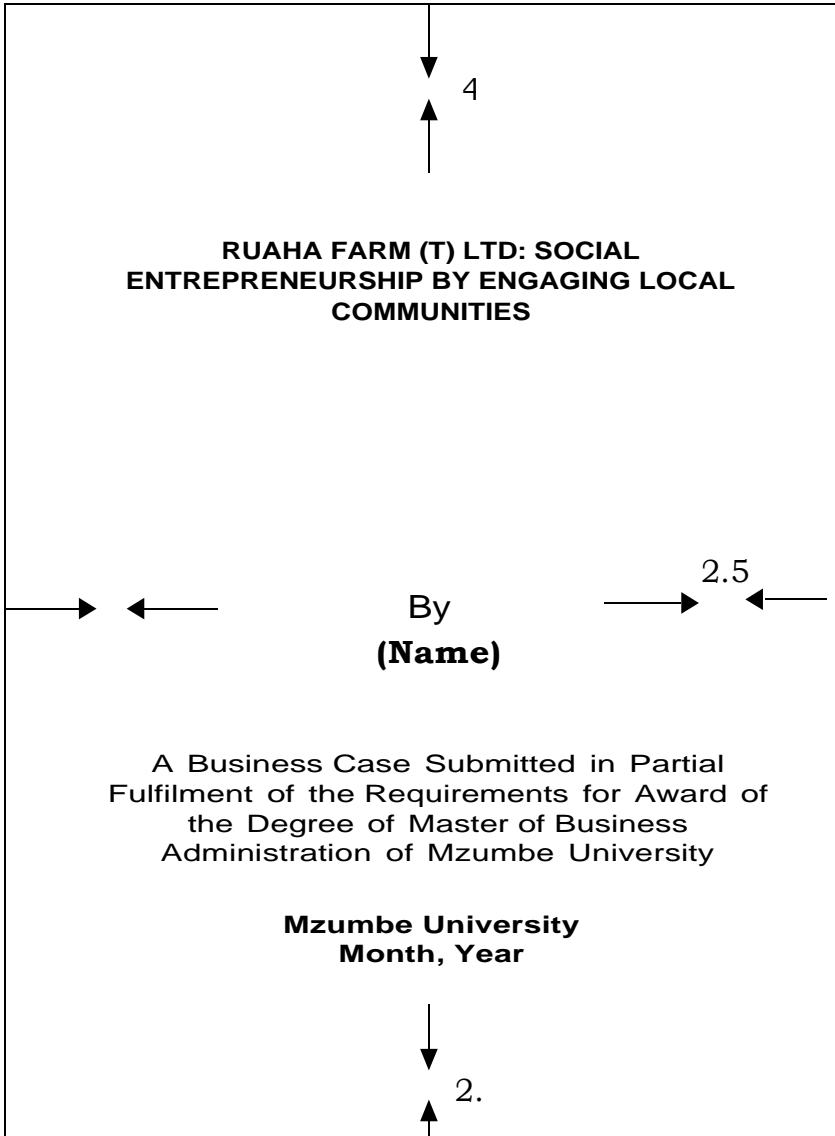 4
RUAHA FARM (T) LTD: SOCIAL
ENTREPRENEURSHIP BY ENGAGING LOCAL
COMMUNITIES
2.5
By
(Name)
A Business Case Submitted in Partial
Fulfilment of the Requirements for Award of
the Degree of Master of Business
Administration of Mzumbe University
Mzumbe University
Month, Year
2.